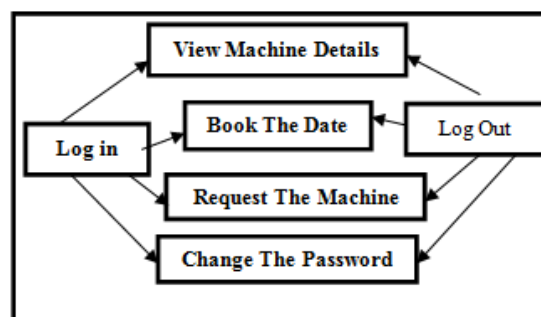 View Machine Details
Book The Date
Log in
Log Out
Request The Machine
Change The Password